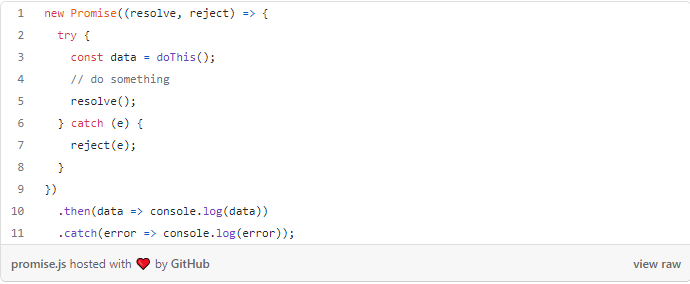 1 new Promise((resolve, reject) => {
2   try {
3     const data = doThis();
4     // do something
5     resolve();
6   } catch (e) {
7     reject(e);
8   }
9 })
10   .then(data => console.log(data))
11   .catch(error => console.log(error));
promise.js hosted with ❤ by GitHub view raw